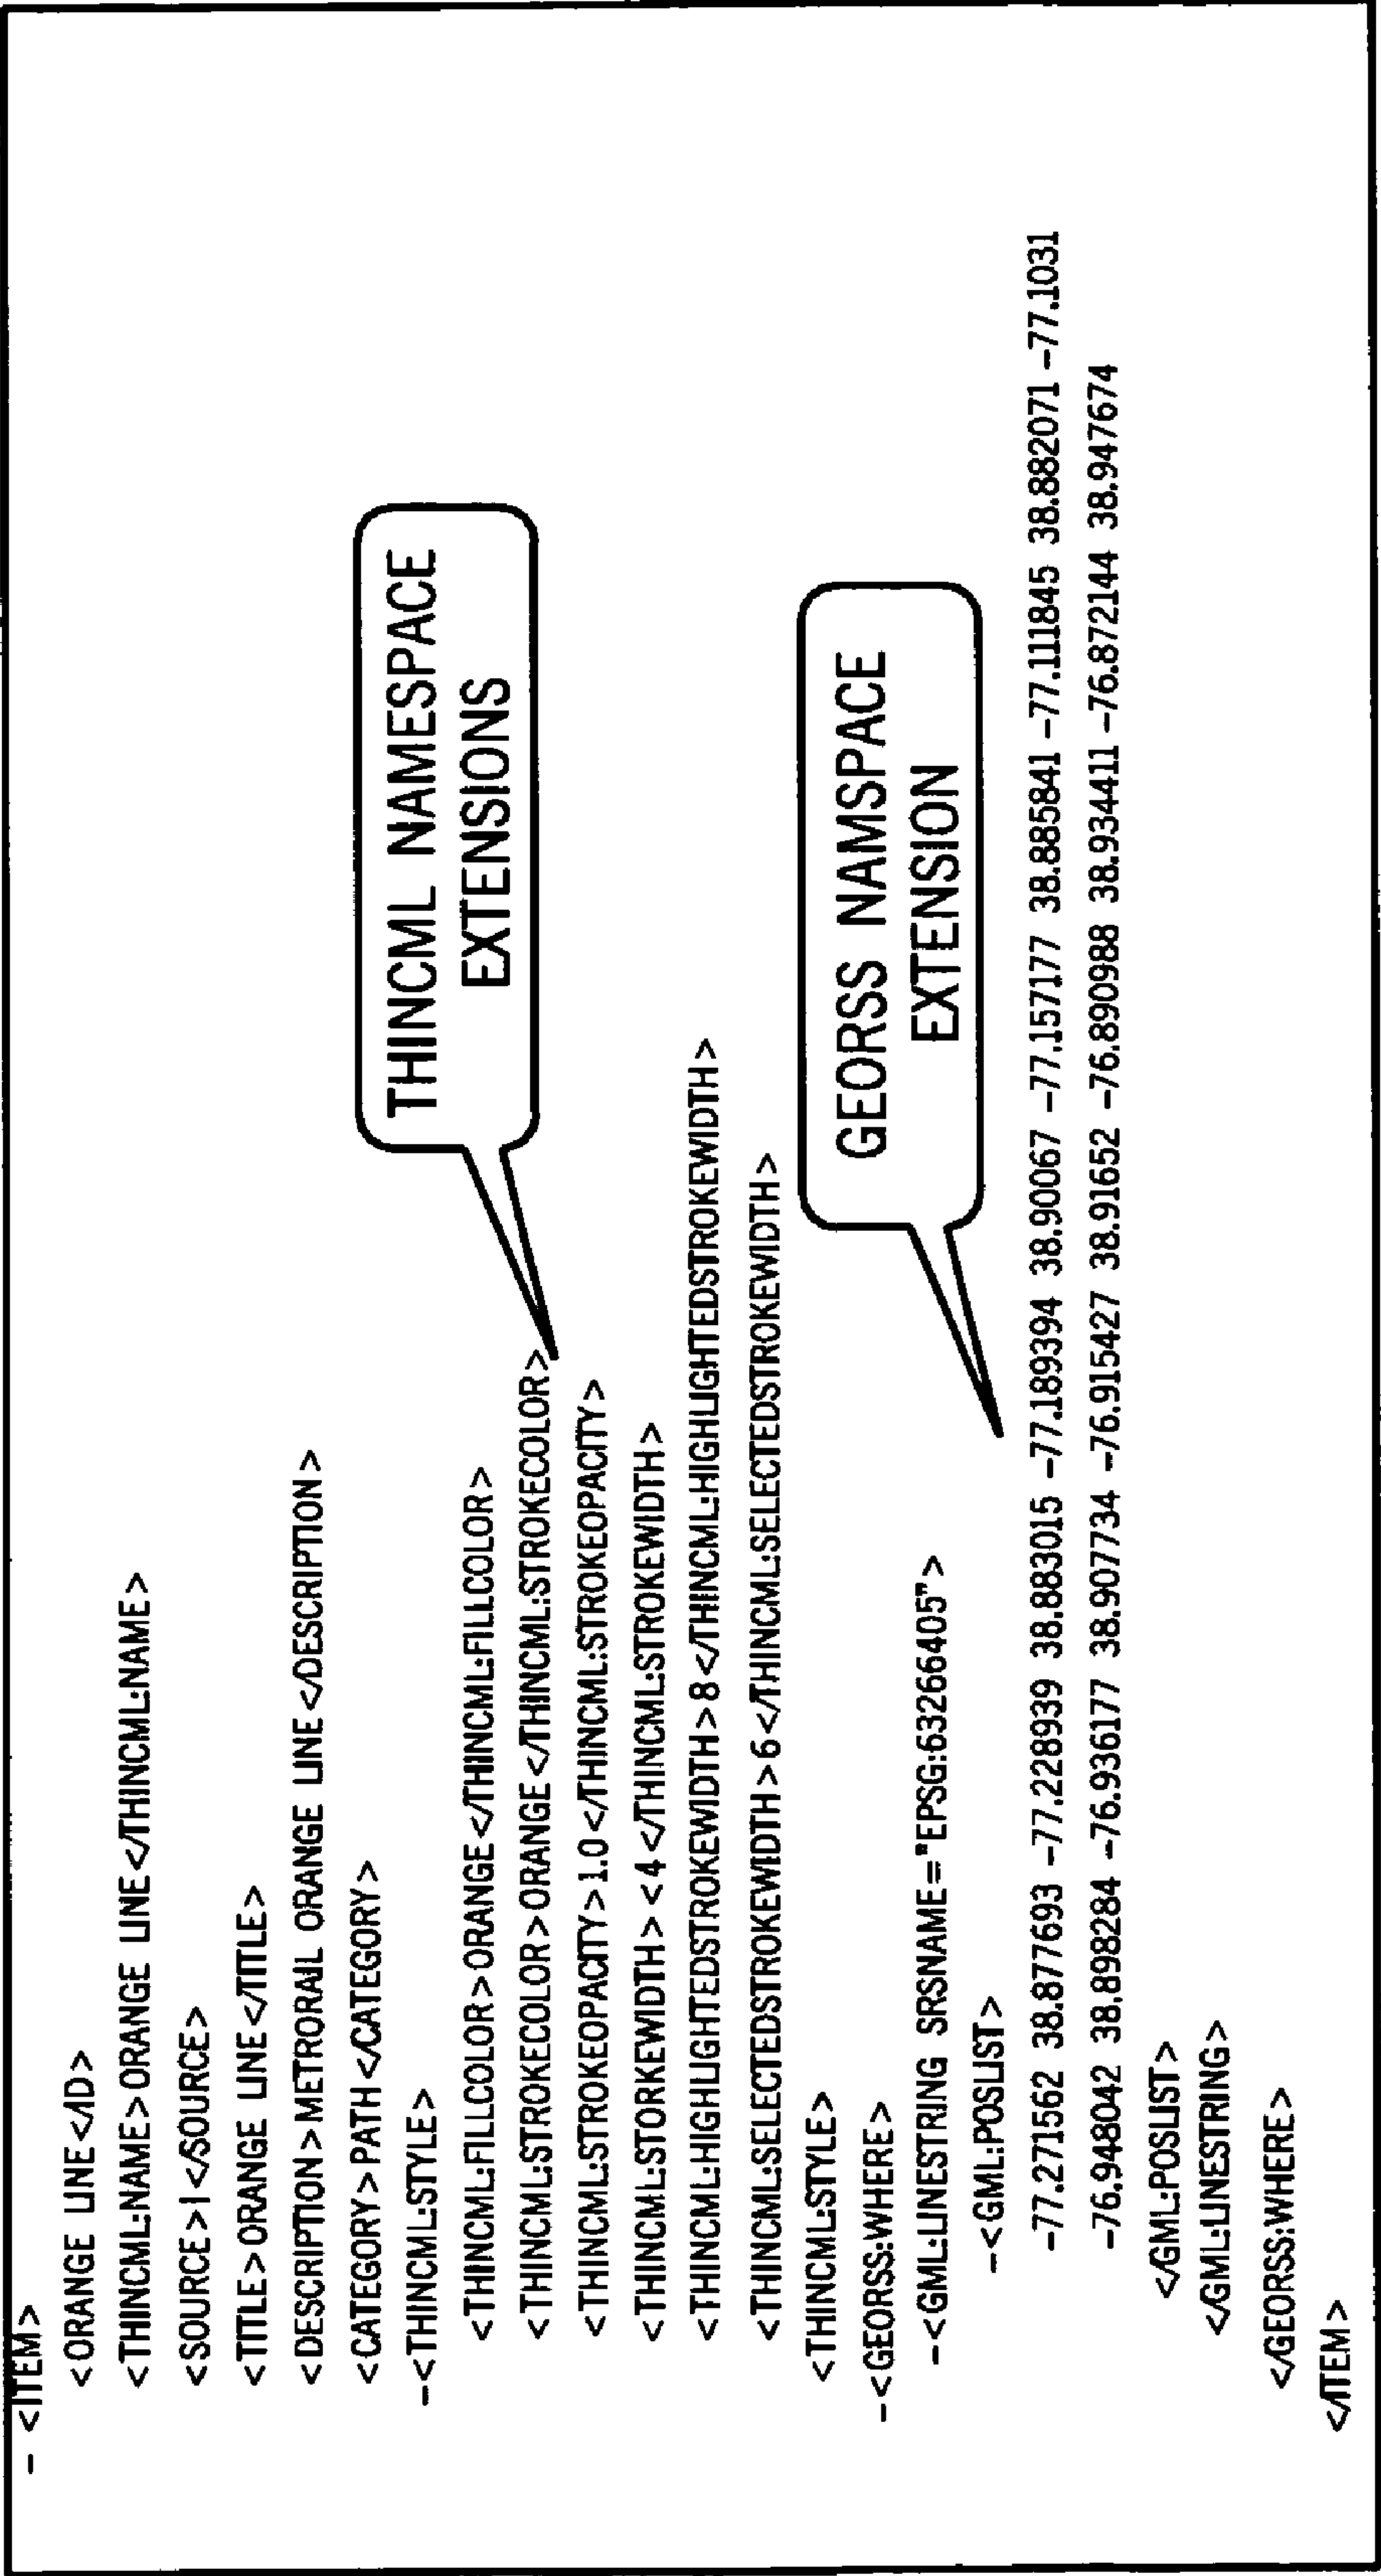 - <ITEM>
<ORANGE LINE</ID>
<THINCML:NAME>ORANGE LINE</THINCML:NAME>
<SOURCE>1</SOURCE>
<TITLE>ORANGE LINE</TITLE>
<DESCRIPTION>METRORAIL ORANGE LINE</DESCRIPTION>
<CATEGORY>PATH</CATEGORY>
-<THINCML:STYLE>
<THINCML:FILLCOLOR>ORANGE</THINCML:FILLCOLOR>
<THINCML:STROKECOLOR>ORANGE</THINCML:STROKECOLOR>
<THINCML:STROKEOPACITY>1.0</THINCML:STROKEOPACITY>
<THINCML:STORKEWIDTH><4</THINCML:STROKEWIDTH>
<THINCML:HIGHLIGHTEDSTROKEWIDTH>8</THINCML:HIGHLIGHTEDSTROKEWIDTH>
<THINCML:SELECTEDSTROKEWIDTH>6</THINCML:SELECTEDSTROKEWIDTH>
<THINCML:STYLE>
-<GEORSS:WHERE>
-<GML:LINESTRING SRSNAME="EPSG:63266405">
-<GML:POSLIST>
-77.271562 38.877693 -77.228939 38.883015 -77.189394 38.90067 -77.157177 38.885841 -77.111845 38.882071 -77.1031
-76.948042 38.898284 -76.936177 38.907734 -76.915427 38.91652 -76.890988 38.934411 -76.872144 38.947674
</GML:POSLIST>
</GML:LINESTRING>
</GEORSS:WHERE>
</ITEM>
THINCML NAMESPACE
EXTENSIONS
GEORSS NAMSPACE
EXTENSION